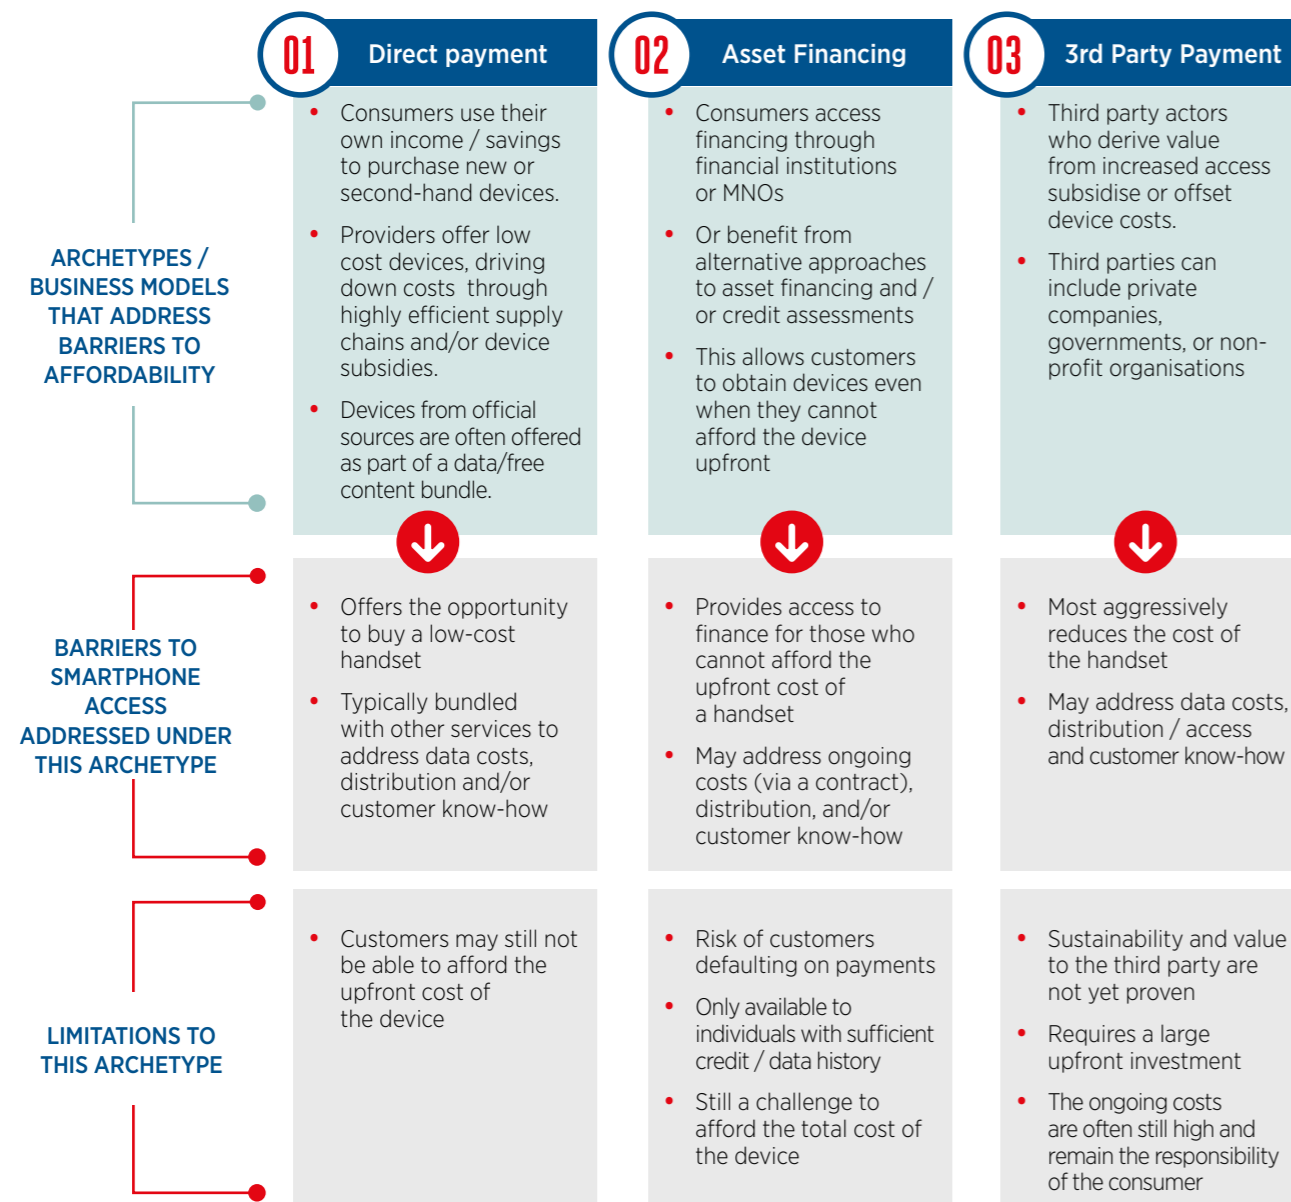 01 Direct payment
02 Asset Financing
03 3rd Party Payment
ARCHETYPES /
BUSINESS MODELS
THAT ADDRESS
BARRIERS TO
AFFORDABILITY
• Consumers use their
own income / savings
to purchase new or
second-hand devices.
• Providers offer low
cost devices, driving
down costs through
highly efficient supply
chains and/or device
subsidies.
• Devices from official
sources are often offered
as part of a data/free
content bundle.
• Consumers access
financing through
financial institutions
or MNOs
• Or benefit from
alternative approaches
to asset financing and /
or credit assessments
• This allows customers
to obtain devices even
when they cannot
afford the device
upfront
• Third party actors
who derive value
from increased access
subsidise or offset
device costs.
• Third parties can
include private
companies,
governments, or non-
profit organisations
BARRIERS TO
SMARTPHONE
ACCESS
ADDRESSED UNDER
THIS ARCHETYPE
• Offers the opportunity
to buy a low-cost
handset
• Typically bundled
with other services to
address data costs,
distribution and/or
customer know-how
• Provides access to
finance for those who
cannot afford the
upfront cost of
a handset
• May address ongoing
costs (via a contract),
distribution, and/or
customer know-how
• Most aggressively
reduces the cost of
the handset
• May address data costs,
distribution / access
and customer know-how
LIMITATIONS TO
THIS ARCHETYPE
• Customers may still not
be able to afford the
upfront cost of
the device
• Risk of customers
defaulting on payments
• Only available to
individuals with sufficient
credit / data history
• Still a challenge to
afford the total cost of
the device
• Sustainability and value
to the third party are
not yet proven
• Requires a large
upfront investment
• The ongoing costs
are often still high and
remain the responsibility
of the consumer